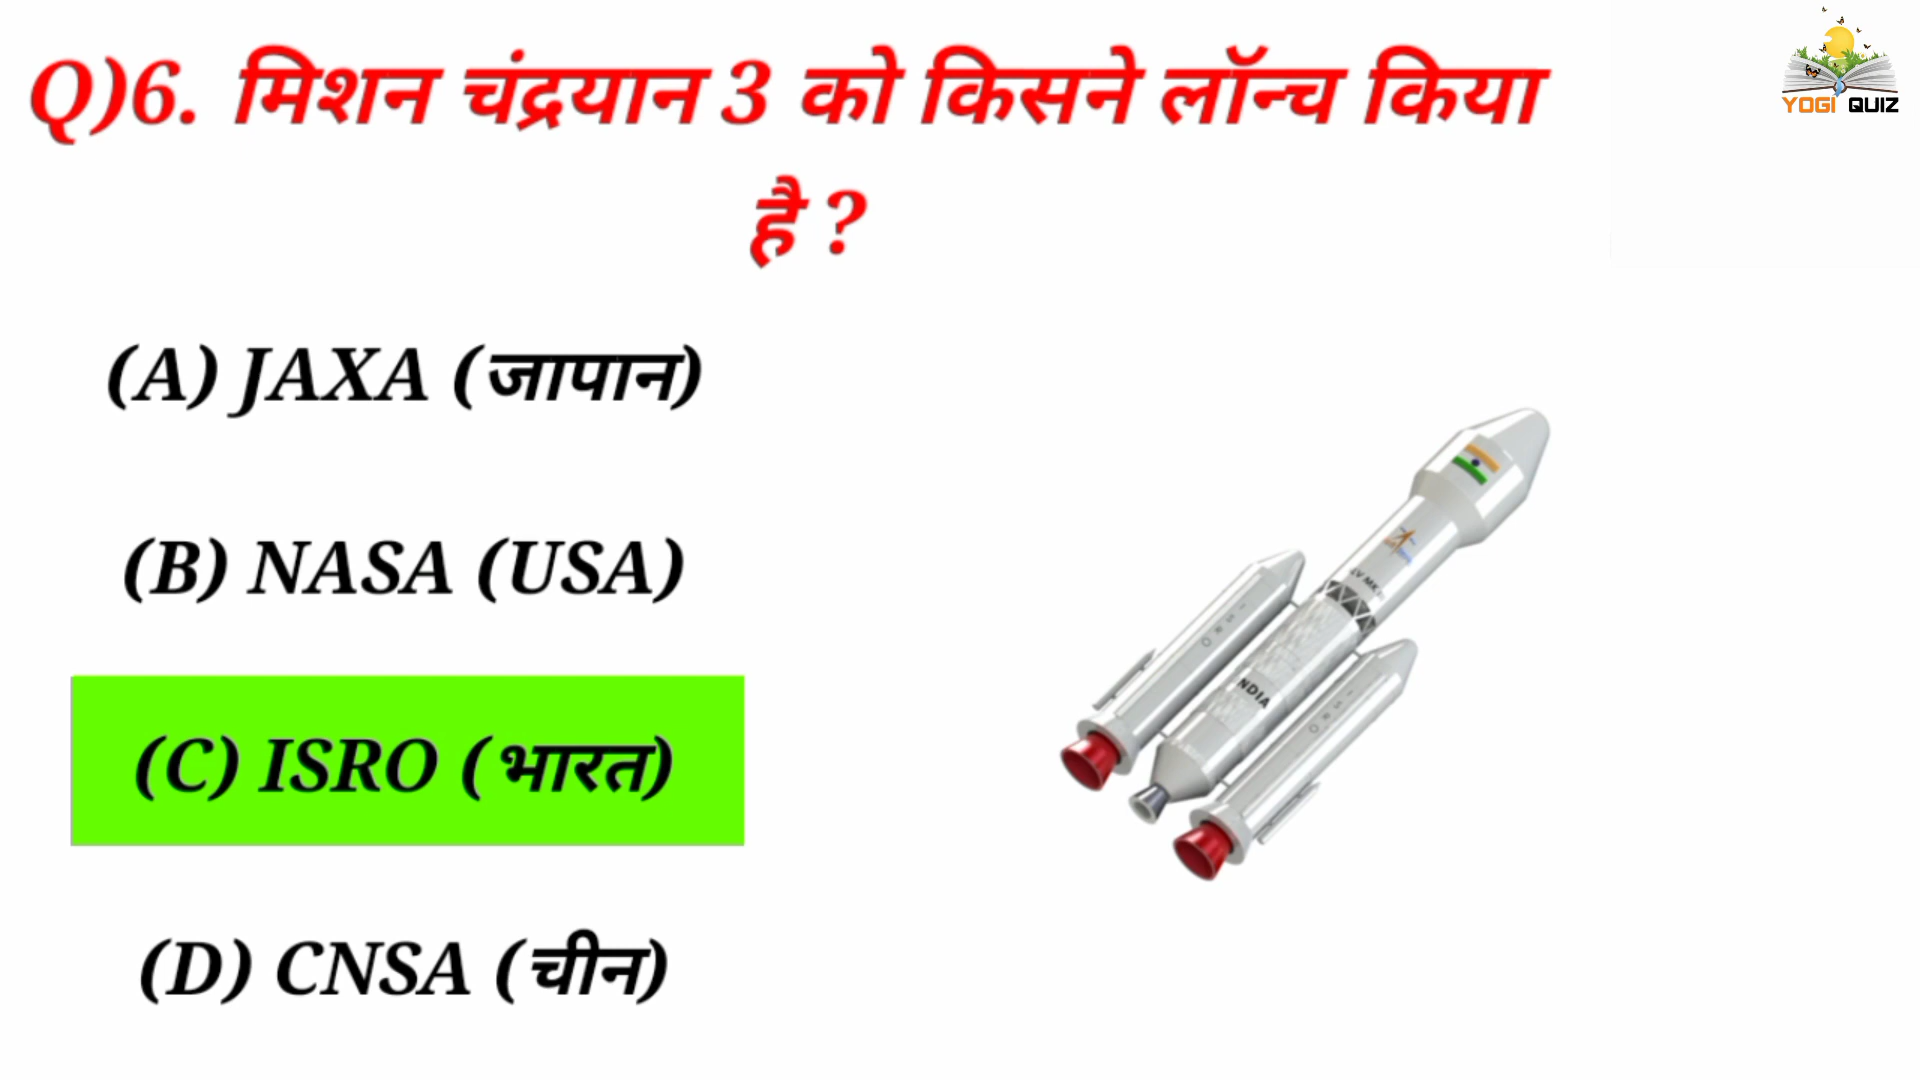 Q)6. मिशन चंद्रयान 3 को किसने लॉन्च किया
है ?
YOGI QUIZ
(A) JAXA (जापान)
(B) NASA (USA)
(C) ISRO (भारत)
(D) CNSA (चीन)
NDIA